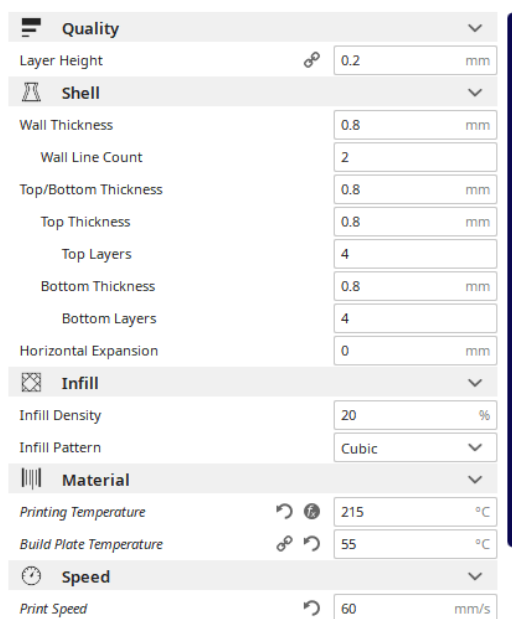 Quality
Layer Height 0.2 mm
Shell
Wall Thickness 0.8 mm
Wall Line Count 2
Top/Bottom Thickness 0.8 mm
Top Thickness 0.8 mm
Top Layers 4
Bottom Thickness 0.8 mm
Bottom Layers 4
Horizontal Expansion 0 mm
Infill
Infill Density 20 %
Infill Pattern Cubic
Material
Printing Temperature 215 °C
Build Plate Temperature 55 °C
Speed
Print Speed 60 mm/s